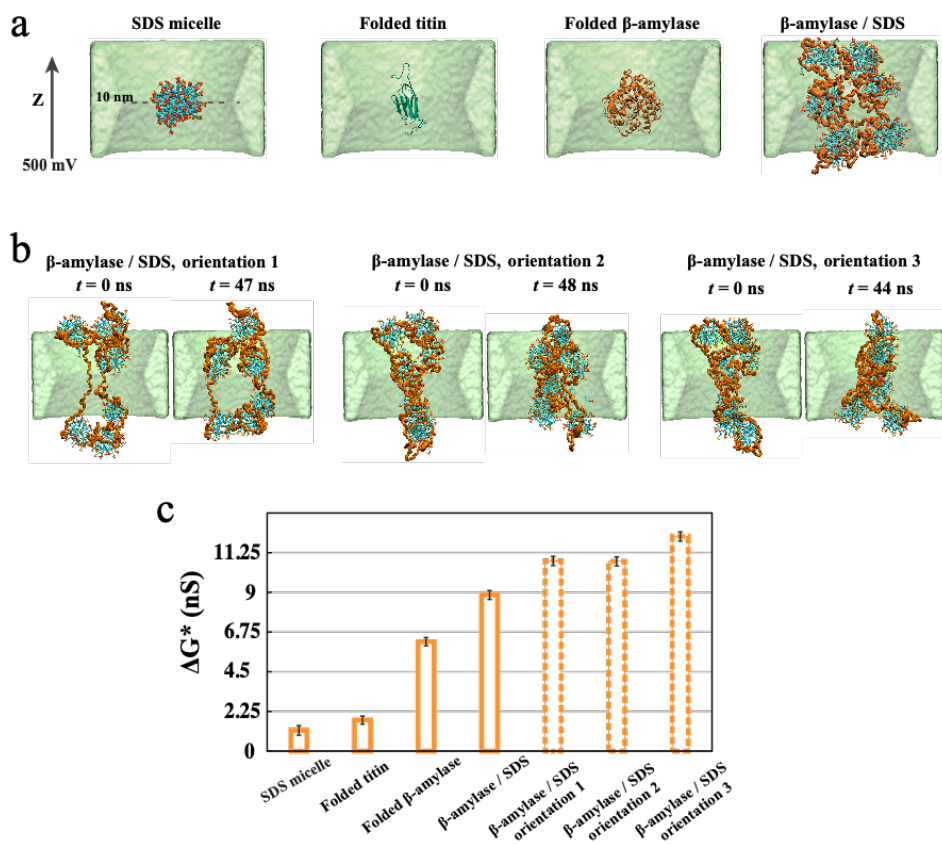 a
SDS micelle
Folded titin
Folded β-amylase
β-amylase / SDS
Z
10 nm
500 mV
b
β-amylase / SDS, orientation 1
t = 0 ns
t = 47 ns
β-amylase / SDS, orientation 2
t = 0 ns
t = 48 ns
β-amylase / SDS, orientation 3
t = 0 ns
t = 44 ns
c
ΔG* (nS)
11.25
9
6.75
4.5
2.25
0
SDS micelle
Folded titin
Folded β-amylase
β-amylase / SDS
β-amylase / SDS
orientation 1
β-amylase / SDS
orientation 2
β-amylase / SDS
orientation 3